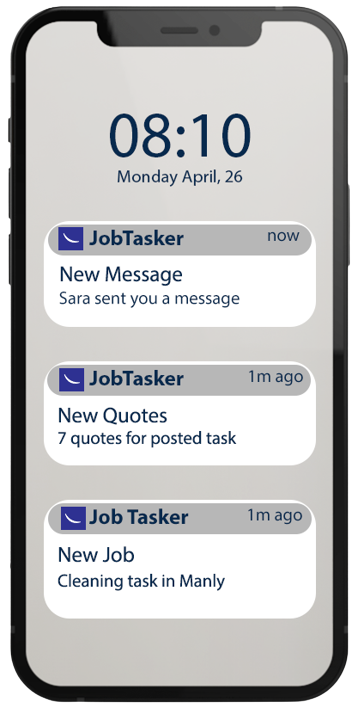 08:10
Monday April, 26
JobTasker now
New Message
Sara sent you a message
JobTasker 1m ago
New Quotes
7 quotes for posted task
Job Tasker 1m ago
New Job
Cleaning task in Manly